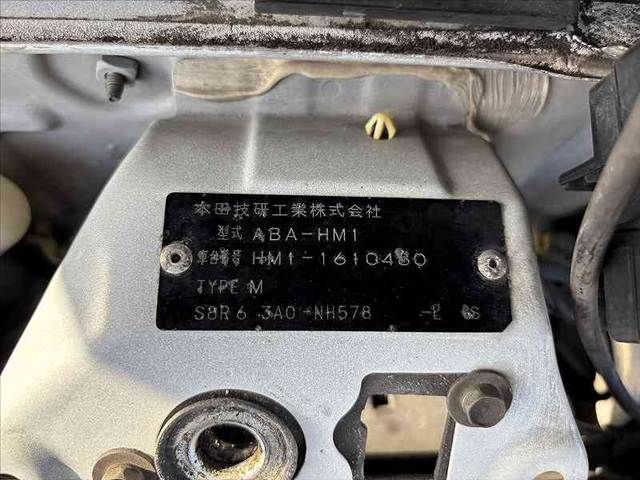 本田技研工業株式会社
型式 ABA-HM1
車台番号 HM1-1610480
TYPE M
3A0 NH578